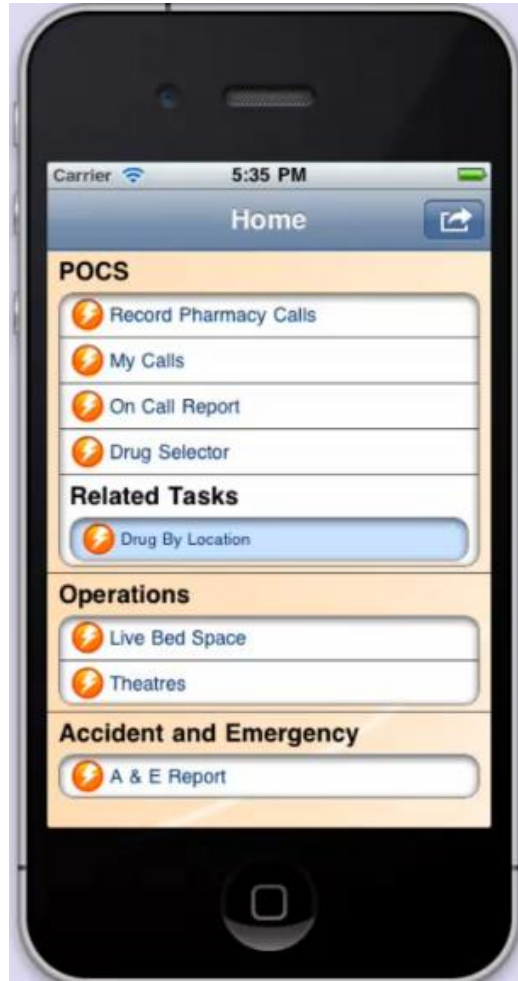 Carrier 5:35 PM
Home
POCS
Record Pharmacy Calls
My Calls
On Call Report
Drug Selector
Related Tasks
Drug By Location
Operations
Live Bed Space
Theatres
Accident and Emergency
A & E Report